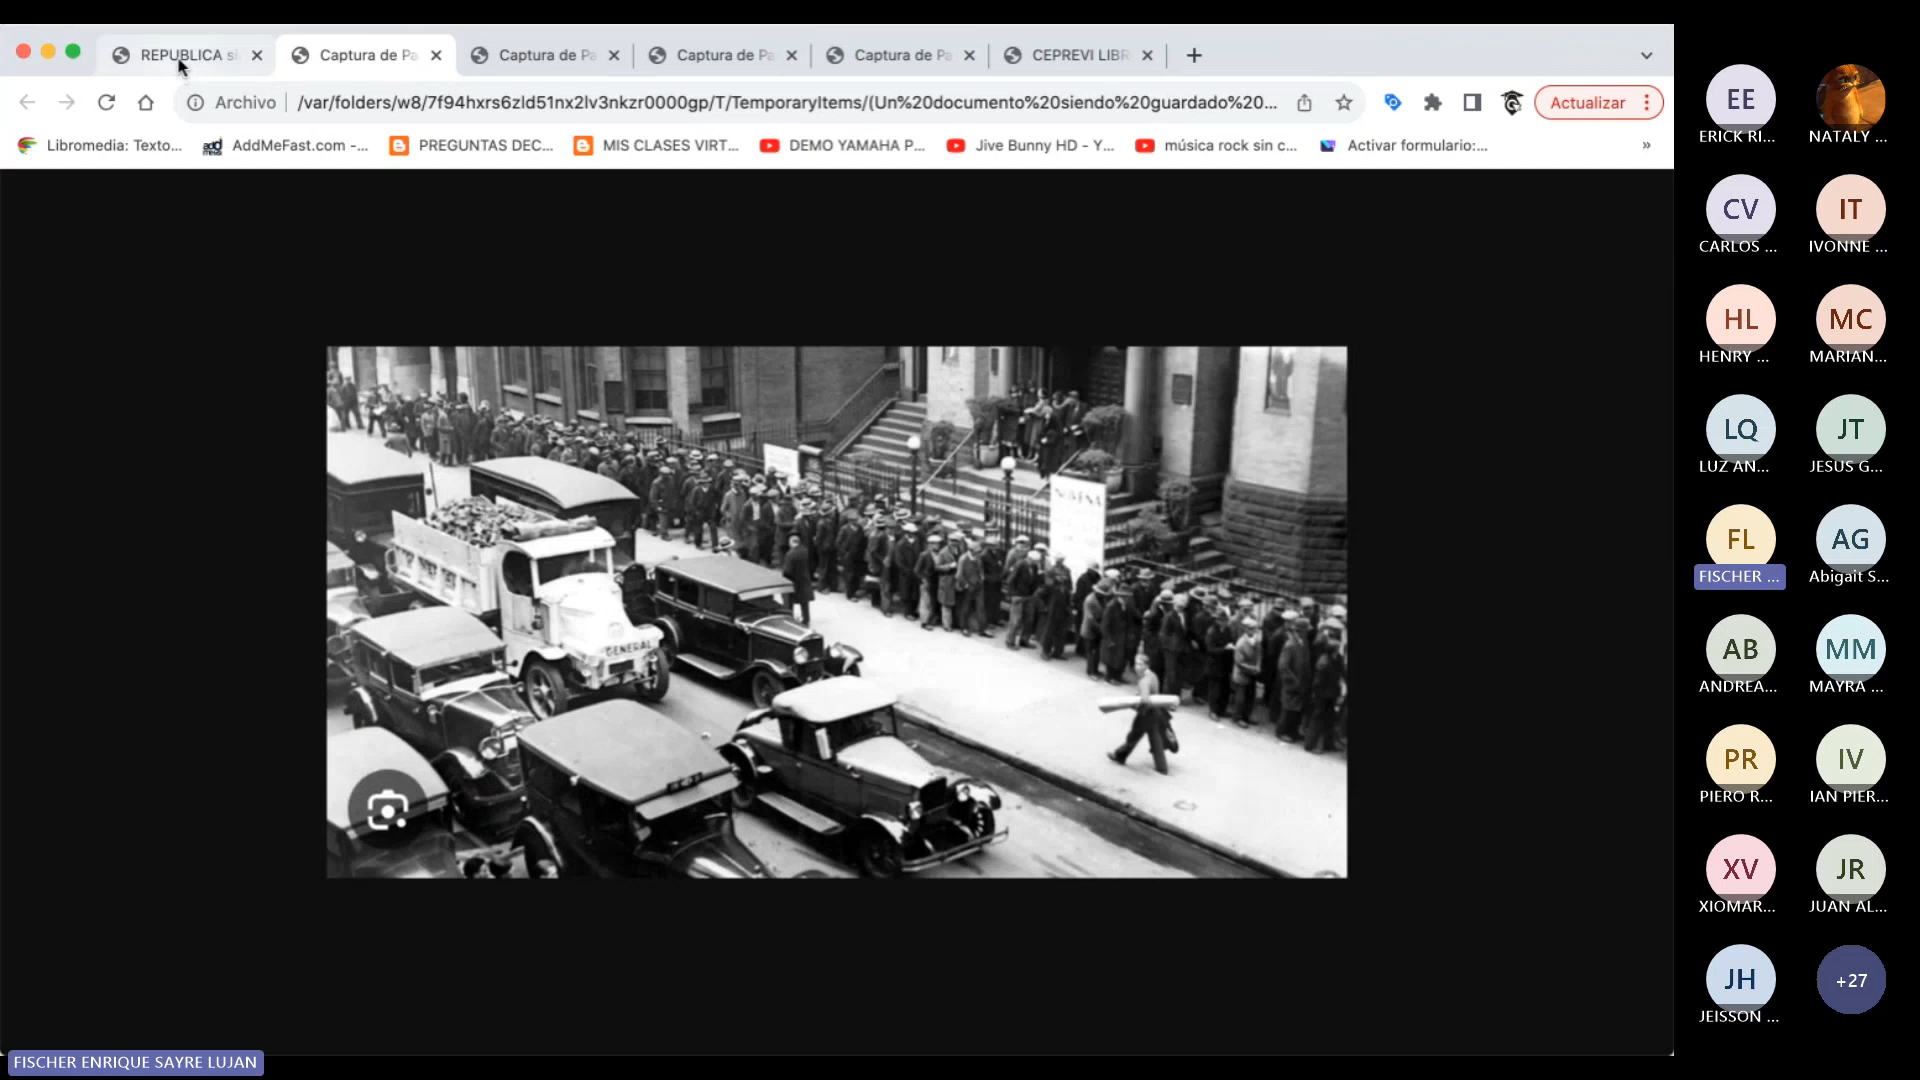 REPUBLICA si
Captura de Pa
Captura de Pa
Captura de Pa
Captura de Pa
CEPREVI LIBR
Archivo
/var/folders/w8/7f94hxrs6zld51nx2lv3nkzr0000gp/T/TemporaryItems/(Un%20documento%20siendo%20guardado%20...
Actualizar
Libromedia: Texto...
AddMeFast.com -...
PREGUNTAS DEC...
MIS CLASES VIRT...
DEMO YAMAHA P...
Jive Bunny HD - Y...
música rock sin c...
Activar formulario:...
»
GENERAL
EE
ERICK RI...
NATALY ...
CV
CARLOS ...
IT
IVONNE ...
HL
HENRY ...
MC
MARIAN...
LQ
LUZ AN...
JT
JESUS G...
FL
FISCHER ...
AG
Abigait S...
AB
ANDREA...
MM
MAYRA ...
PR
PIERO R...
IV
IAN PIER...
XV
XIOMAR...
JR
JUAN AL...
JH
JEISSON ...
+27
FISCHER ENRIQUE SAYRE LUJAN